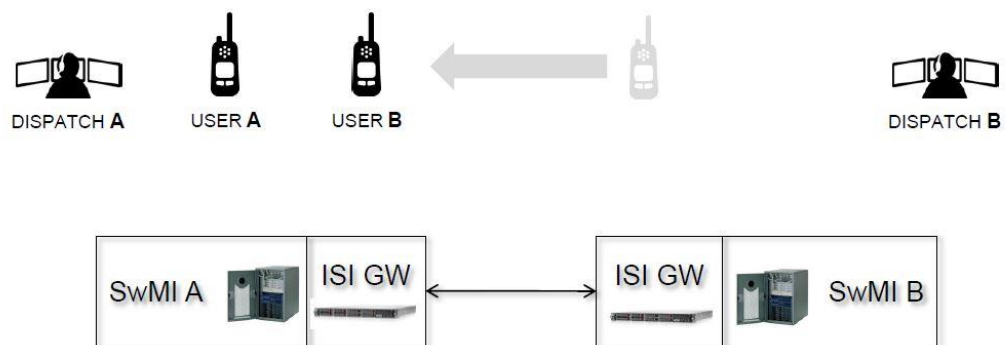 DISPATCH A
USER A
USER B
DISPATCH B
SwMI A
ISI GW
ISI GW
SwMI B